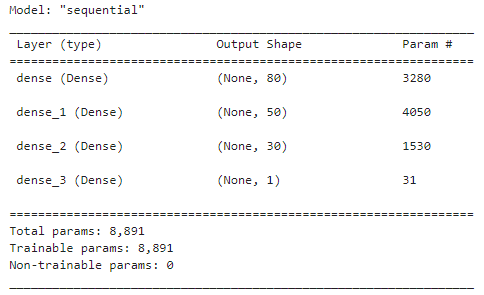 Model: "sequential"
_________________________________________________________________
Layer (type) Output Shape Param #
=================================================================
dense (Dense) (None, 80) 3280
dense_1 (Dense) (None, 50) 4050
dense_2 (Dense) (None, 30) 1530
dense_3 (Dense) (None, 1) 31
=================================================================
Total params: 8,891
Trainable params: 8,891
Non-trainable params: 0
_________________________________________________________________